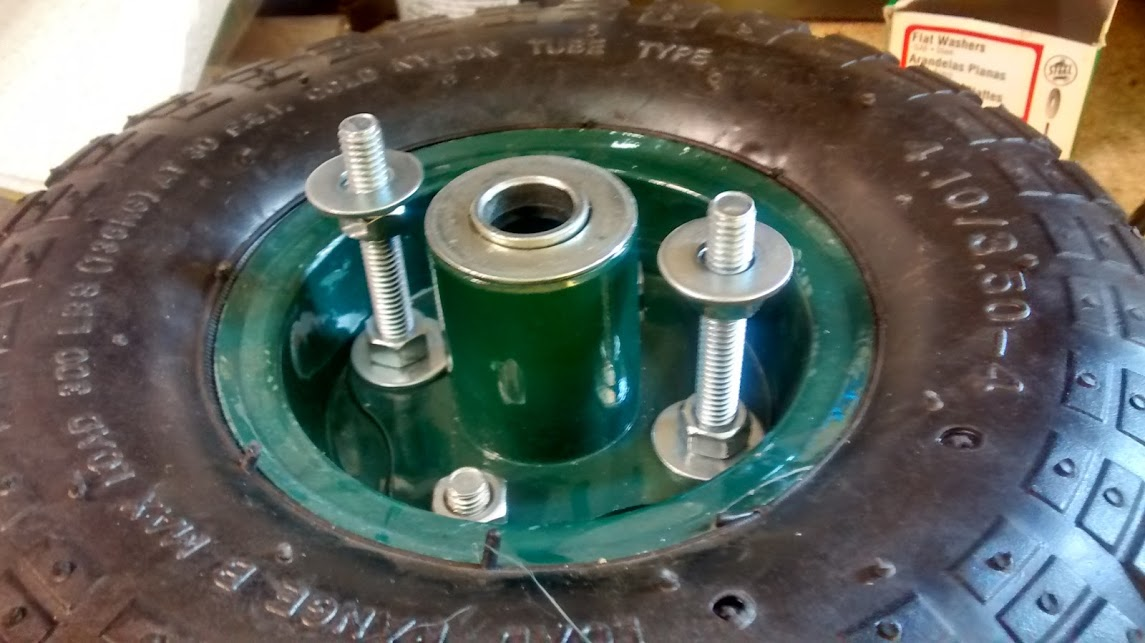 NYLON TUBE TYPE
4.10/3.50-4
LOAD RANGE B MAX LOAD 300 LBS (136KG) AT 30 P.S.I. COLD
Flat Washers
Arandelas Planas
STEEL